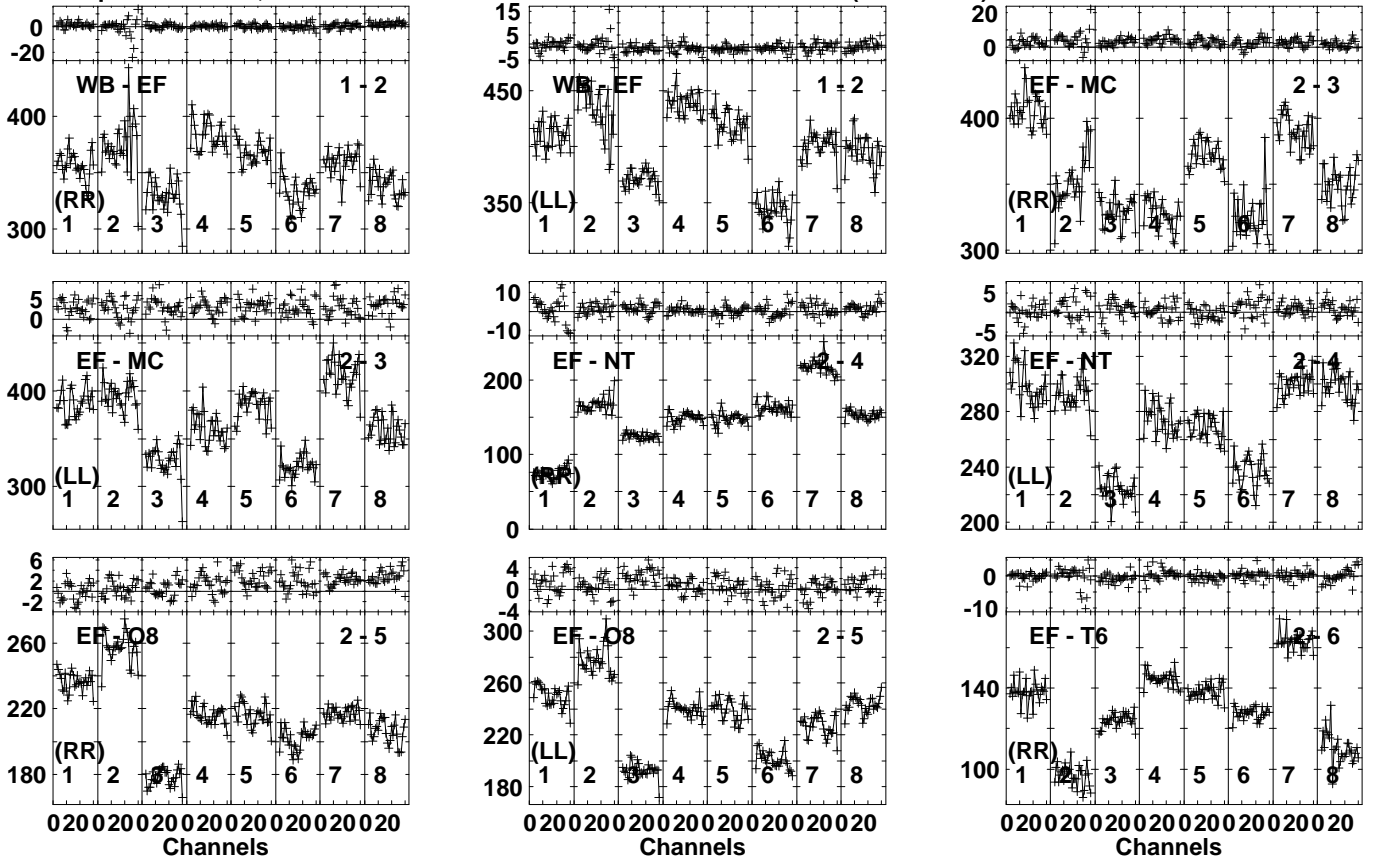 0
-20
WB - EF 1 - 2
400
300
(RR)
1 2 3 4 5 6 7 8
15
5
-5
WB - EF 1 - 2
450
350
(LL)
1 2 3 4 5 6 7 8
20
0
EF - MC 2 - 3
400
300
(RR)
1 2 3 4 5 6 7 8
5
0
EF - MC 2 - 3
400
300
(LL)
1 2 3 4 5 6 7 8
10
-10
EF - NT 2 - 4
200
100
0
(RR)
1 2 3 4 5 6 7 8
5
-5
EF - NT 2 - 4
320
280
240
200
(LL)
1 2 3 4 5 6 7 8
6
2
-2
EF - O8 2 - 5
260
220
180
(RR)
1 2 3 4 5 6 7 8
0 20 0 20 0 20 0 20 0 20 0 20 0 20 0 20
Channels
4
0
-4
EF - O8 2 - 5
300
260
220
180
(LL)
1 2 3 4 5 6 7 8
0 20 0 20 0 20 0 20 0 20 0 20 0 20 0 20
Channels
0
-10
EF - T6 2 - 6
140
100
(RR)
1 2 3 4 5 6 7 8
0 20 0 20 0 20 0 20 0 20 0 20 0 20 0 20
Channels